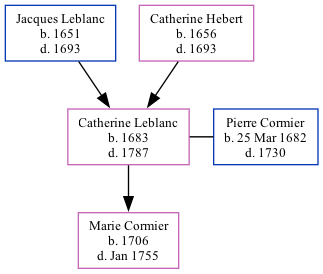 Jacques Leblanc
b. 1651
d. 1693
Catherine Hebert
b. 1656
d. 1693
Catherine Leblanc
b. 1683
d. 1787
Pierre Cormier
b. 25 Mar 1682
d. 1730
Marie Cormier
b. 1706
d. Jan 1755